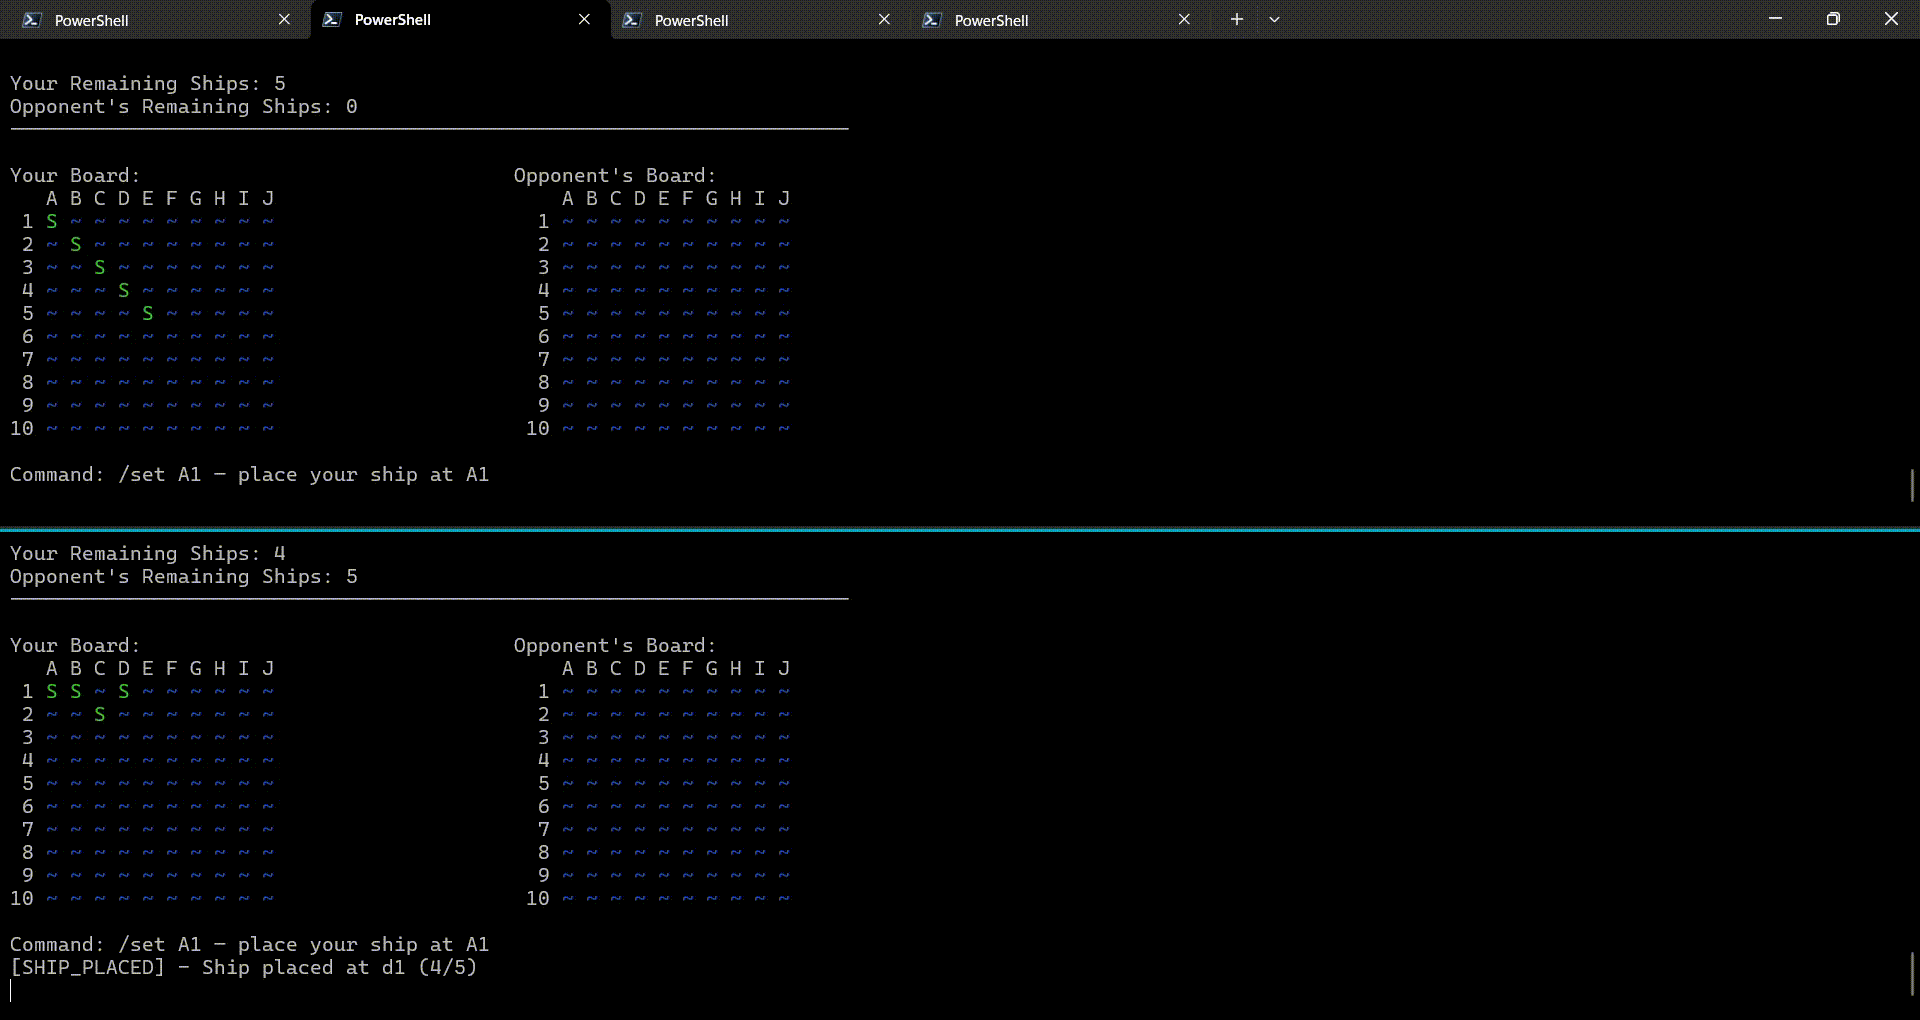 PowerShell PowerShell PowerShell PowerShell
Your Remaining Ships: 5
Opponent's Remaining Ships: 0
Your Board: Opponent's Board:
A B C D E F G H I J A B C D E F G H I J
1 S ~ ~ ~ ~ ~ ~ ~ ~ ~ 1 ~ ~ ~ ~ ~ ~ ~ ~ ~ ~
2 ~ S ~ ~ ~ ~ ~ ~ ~ ~ 2 ~ ~ ~ ~ ~ ~ ~ ~ ~ ~
3 ~ ~ S ~ ~ ~ ~ ~ ~ ~ 3 ~ ~ ~ ~ ~ ~ ~ ~ ~ ~
4 ~ ~ ~ S ~ ~ ~ ~ ~ ~ 4 ~ ~ ~ ~ ~ ~ ~ ~ ~ ~
5 ~ ~ ~ ~ S ~ ~ ~ ~ ~ 5 ~ ~ ~ ~ ~ ~ ~ ~ ~ ~
6 ~ ~ ~ ~ ~ ~ ~ ~ ~ ~ 6 ~ ~ ~ ~ ~ ~ ~ ~ ~ ~
7 ~ ~ ~ ~ ~ ~ ~ ~ ~ ~ 7 ~ ~ ~ ~ ~ ~ ~ ~ ~ ~
8 ~ ~ ~ ~ ~ ~ ~ ~ ~ ~ 8 ~ ~ ~ ~ ~ ~ ~ ~ ~ ~
9 ~ ~ ~ ~ ~ ~ ~ ~ ~ ~ 9 ~ ~ ~ ~ ~ ~ ~ ~ ~ ~
10 ~ ~ ~ ~ ~ ~ ~ ~ ~ ~ 10 ~ ~ ~ ~ ~ ~ ~ ~ ~ ~
Command: /set A1 — place your ship at A1
Your Remaining Ships: 4
Opponent's Remaining Ships: 5
Your Board: Opponent's Board:
A B C D E F G H I J A B C D E F G H I J
1 S S ~ S ~ ~ ~ ~ ~ ~ 1 ~ ~ ~ ~ ~ ~ ~ ~ ~ ~
2 ~ ~ S ~ ~ ~ ~ ~ ~ ~ 2 ~ ~ ~ ~ ~ ~ ~ ~ ~ ~
3 ~ ~ ~ ~ ~ ~ ~ ~ ~ ~ 3 ~ ~ ~ ~ ~ ~ ~ ~ ~ ~
4 ~ ~ ~ ~ ~ ~ ~ ~ ~ ~ 4 ~ ~ ~ ~ ~ ~ ~ ~ ~ ~
5 ~ ~ ~ ~ ~ ~ ~ ~ ~ ~ 5 ~ ~ ~ ~ ~ ~ ~ ~ ~ ~
6 ~ ~ ~ ~ ~ ~ ~ ~ ~ ~ 6 ~ ~ ~ ~ ~ ~ ~ ~ ~ ~
7 ~ ~ ~ ~ ~ ~ ~ ~ ~ ~ 7 ~ ~ ~ ~ ~ ~ ~ ~ ~ ~
8 ~ ~ ~ ~ ~ ~ ~ ~ ~ ~ 8 ~ ~ ~ ~ ~ ~ ~ ~ ~ ~
9 ~ ~ ~ ~ ~ ~ ~ ~ ~ ~ 9 ~ ~ ~ ~ ~ ~ ~ ~ ~ ~
10 ~ ~ ~ ~ ~ ~ ~ ~ ~ ~ 10 ~ ~ ~ ~ ~ ~ ~ ~ ~ ~
Command: /set A1 — place your ship at A1
[SHIP_PLACED] - Ship placed at d1 (4/5)